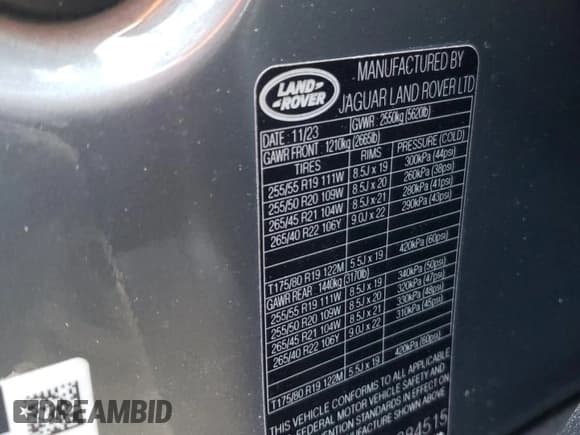 LAND
ROVER
MANUFACTURED BY
JAGUAR LAND ROVER LTD
DATE: 11/23 GVWR: 2550kg (5620lb)
GAWR FRONT 1210kg (2665lb)
TIRES RIMS PRESSURE (COLD)
255/55 R19 111W 8.5J x 19 300kPa (44psi)
255/50 R20 109W 8.5J x 20 260kPa (38psi)
265/45 R21 104W 8.5J x 21 280kPa (41psi)
265/40 R22 106Y 9.0J x 22 290kPa (43psi)
T175/80 R19 122M 5.5J x 19 420kPa (60psi)
GAWR REAR 1440kg (3170lb)
255/55 R19 111W 8.5J x 19 340kPa (50psi)
255/50 R20 109W 8.5J x 20 320kPa (47psi)
265/45 R21 104W 8.5J x 21 330kPa (48psi)
265/40 R22 106Y 9.0J x 22 310kPa (45psi)
T175/80 R19 122M 5.5J x 19 420kPa (60psi)
THIS VEHICLE CONFORMS TO ALL APPLICABLE
FEDERAL MOTOR VEHICLE SAFETY AND
PREVENTION STANDARDS IN EFFECT ON
MANUFACTURE SHOWN ABOVE
94515
DREAMBID